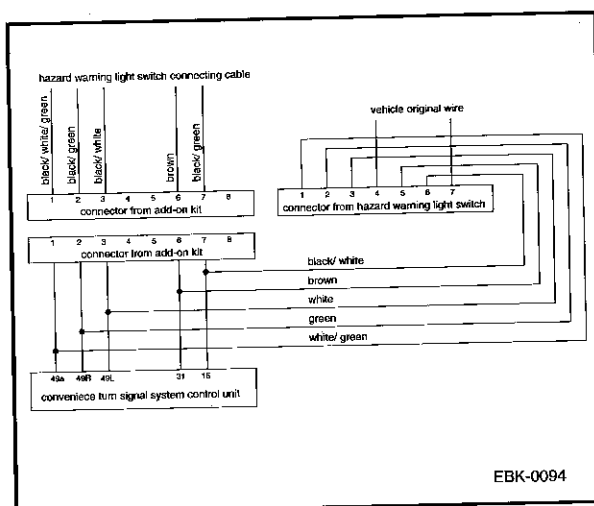 hazard warning light switch connecting cable
black/ white/ green
black/ green
black/ white
brown
black/ green
1 2 3 4 5 6 7 8
connector from add-on kit
vehicle original wire
1 2 3 4 5 6 7
connector from hazard warning light switch
1 2 3 4 5 6 7 8
connector from add-on kit
black/ white
brown
white
green
white/ green
49a 49R 49L 31 15
conveniece turn signal system control unit
EBK-0094